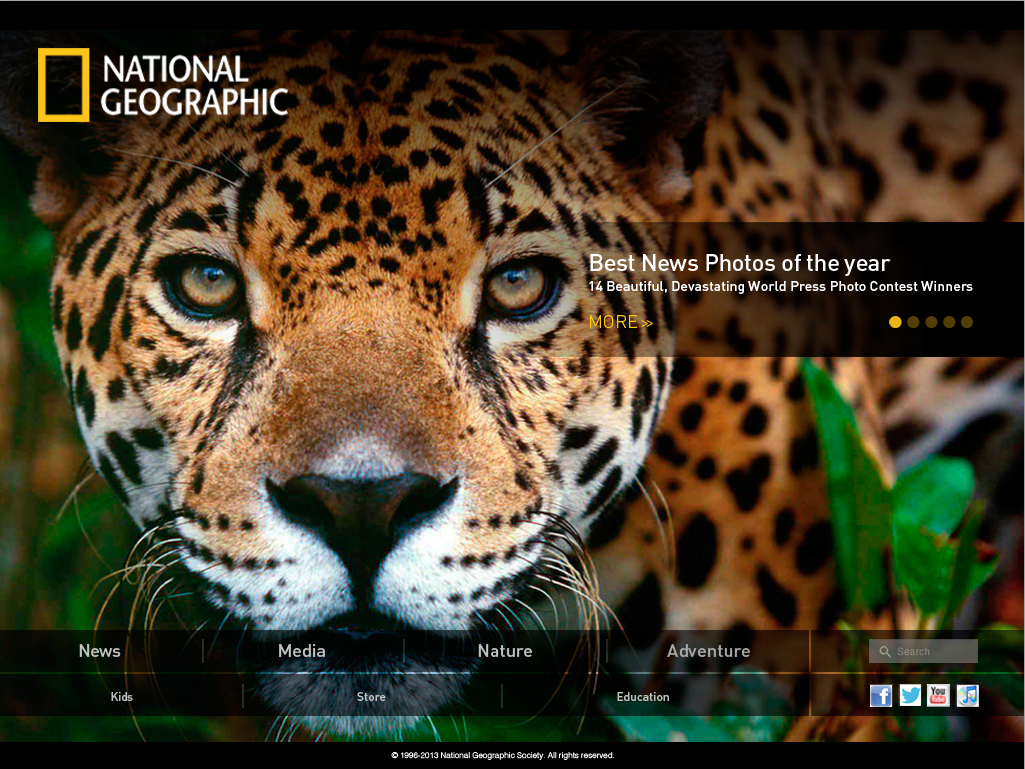 NATIONAL
GEOGRAPHIC
Best News Photos of the year
14 Beautiful, Devastating World Press Photo Contest Winners
MORE >>
News Media Nature Adventure Search
Kids Store Education f You Tube
© 1996-2013 National Geographic Society. All rights reserved.